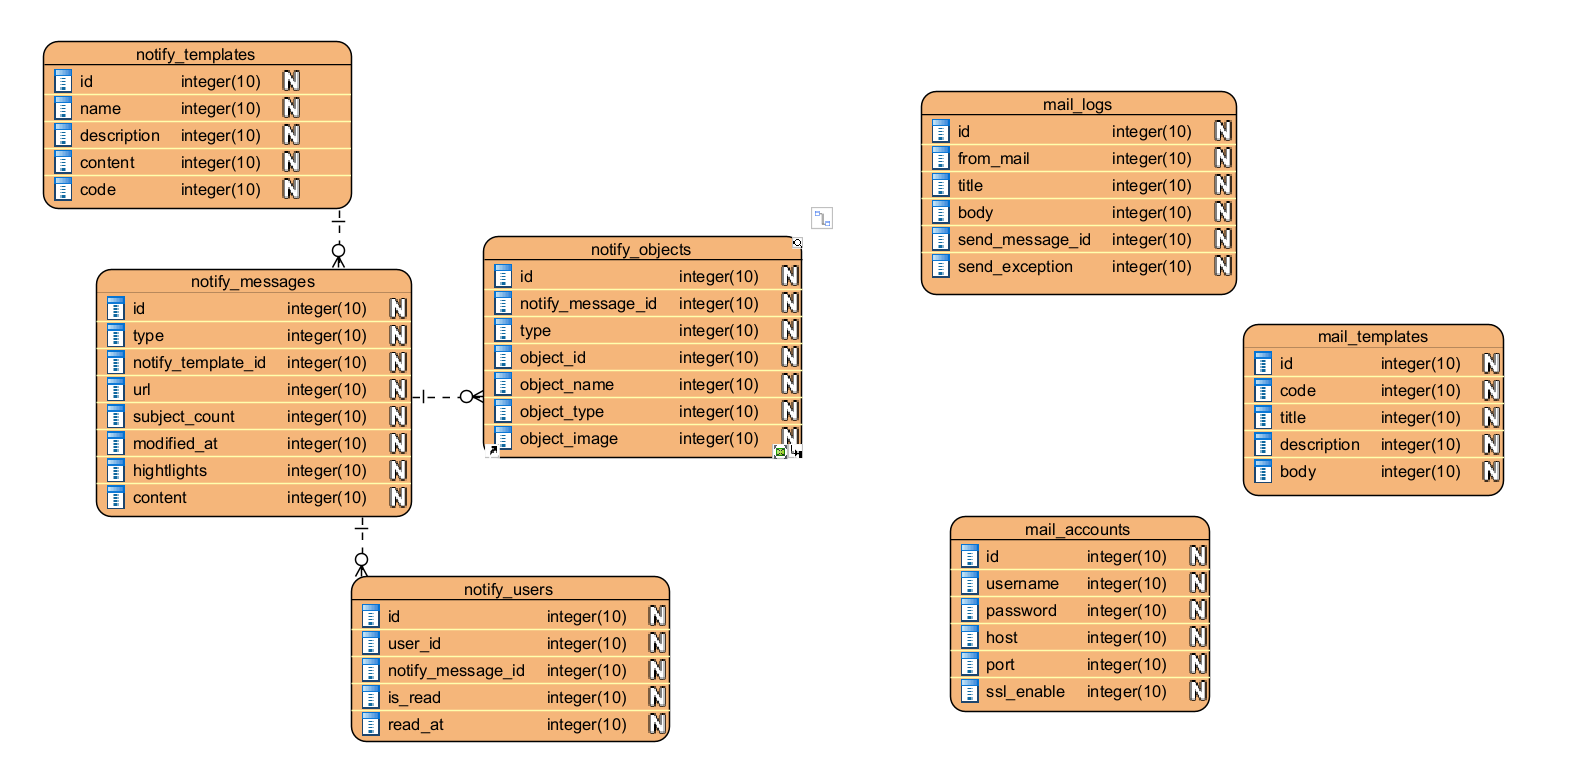 notify_templates
id integer(10) N
name integer(10) N
description integer(10) N
content integer(10) N
code integer(10) N
notify_messages
id integer(10) N
type integer(10) N
notify_template_id integer(10) N
url integer(10) N
subject_count integer(10) N
modified_at integer(10) N
hightlights integer(10) N
content integer(10) N
notify_objects
id integer(10) N
notify_message_id integer(10) N
type integer(10) N
object_id integer(10) N
object_name integer(10) N
object_type integer(10) N
object_image integer(10) N
notify_users
id integer(10) N
user_id integer(10) N
notify_message_id integer(10) N
is_read integer(10) N
read_at integer(10) N
mail_logs
id integer(10) N
from_mail integer(10) N
title integer(10) N
body integer(10) N
send_message_id integer(10) N
send_exception integer(10) N
mail_templates
id integer(10) N
code integer(10) N
title integer(10) N
description integer(10) N
body integer(10) N
mail_accounts
id integer(10) N
username integer(10) N
password integer(10) N
host integer(10) N
port integer(10) N
ssl_enable integer(10) N